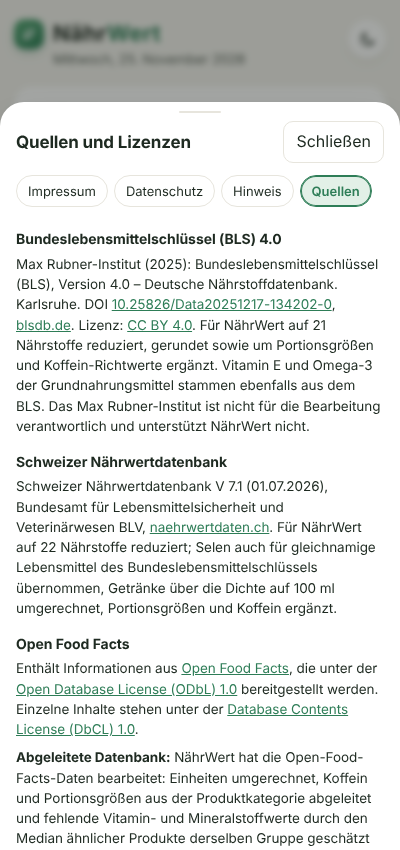 NährWert
Mittwoch, 25. November 2026
Quellen und Lizenzen
Schließen
Impressum
Datenschutz
Hinweis
Quellen
Bundeslebensmittelschlüssel (BLS) 4.0
Max Rubner-Institut (2025): Bundeslebensmittelschlüssel
(BLS), Version 4.0 – Deutsche Nährstoffdatenbank.
Karlsruhe. DOI 10.25826/Data20251217-134202-0,
blsdb.de. Lizenz: CC BY 4.0. Für NährWert auf 21
Nährstoffe reduziert, gerundet sowie um Portionsgrößen
und Koffein-Richtwerte ergänzt. Vitamin E und Omega-3
der Grundnahrungsmittel stammen ebenfalls aus dem
BLS. Das Max Rubner-Institut ist nicht für die Bearbeitung
verantwortlich und unterstützt NährWert nicht.
Schweizer Nährwertdatenbank
Schweizer Nährwertdatenbank V 7.1 (01.07.2026),
Bundesamt für Lebensmittelsicherheit und
Veterinärwesen BLV, naehrwertdaten.ch. Für NährWert
auf 22 Nährstoffe reduziert; Selen auch für gleichnamige
Lebensmittel des Bundeslebensmittelschlüssels
übernommen, Getränke über die Dichte auf 100 ml
umgerechnet, Portionsgrößen und Koffein ergänzt.
Open Food Facts
Enthält Informationen aus Open Food Facts, die unter der
Open Database License (ODbL) 1.0 bereitgestellt werden.
Einzelne Inhalte stehen unter der Database Contents
License (DbCL) 1.0.
Abgeleitete Datenbank: NährWert hat die Open-Food-
Facts-Daten bearbeitet: Einheiten umgerechnet, Koffein
und Portionsgrößen aus der Produktkategorie abgeleitet
und fehlende Vitamin- und Mineralstoffwerte durch den
Median ähnlicher Produkte derselben Gruppe geschätzt